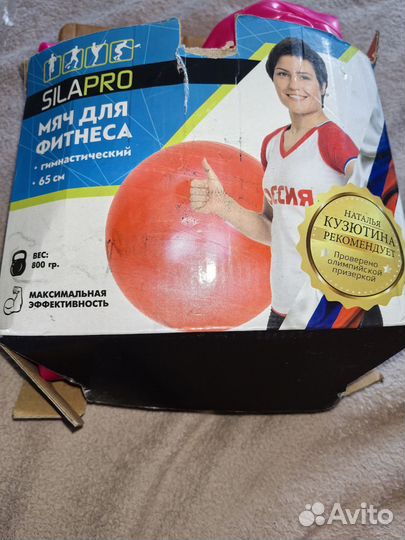 SILAPRO
МЯЧ ДЛЯ
ФИТНЕСА
• гимнастический
• 65 см
ВЕС:
800 гр.
МАКСИМАЛЬНАЯ
ЭФФЕКТИВНОСТЬ
ССИЯ
НАТАЛЬЯ
КУЗЮТИНА
РЕКОМЕНДУЕТ
Проверено
олимпийской
призеркой
Avito